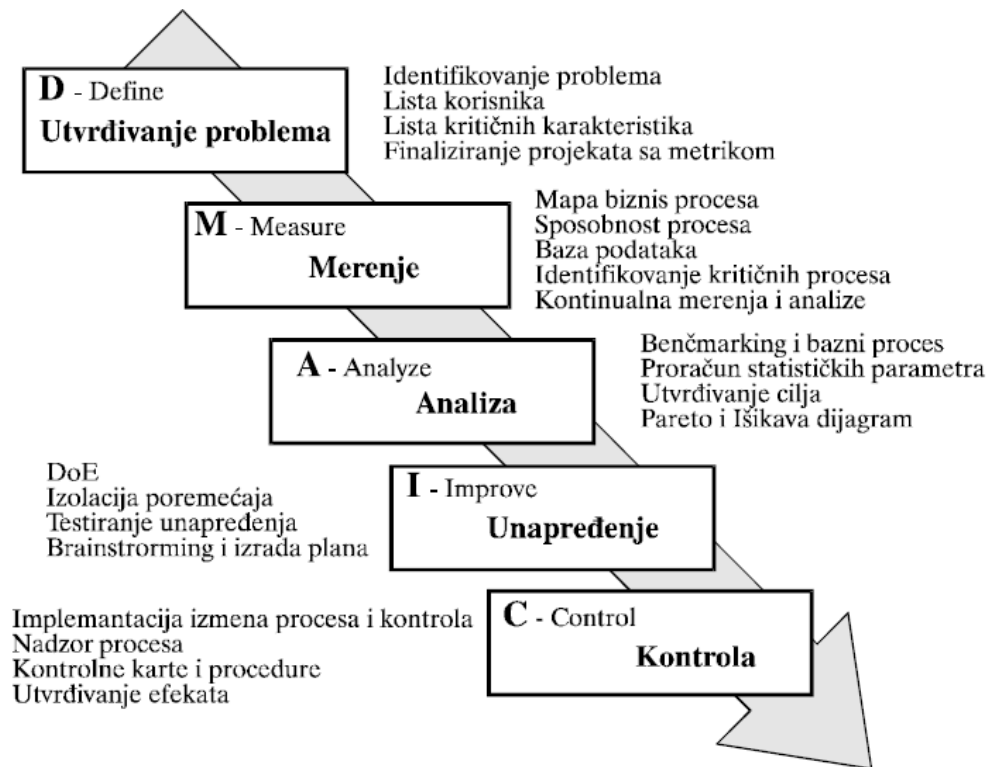 D - Define
Utvrđivanje problema
Identifikovanje problema
Lista korisnika
Lista kritičnih karakteristika
Finaliziranje projekata sa metrikom
M - Measure
Merenje
Mapa biznis procesa
Sposobnost procesa
Baza podataka
Identifikovanje kritičnih procesa
Kontinualna merenja i analize
A - Analyze
Analiza
Benčmarking i bazni proces
Proračun statističkih parametra
Utvrđivanje cilja
Pareto i Išikava dijagram
DoE
Izolacija poremećaja
Testiranje unapređenja
Brainstrorming i izrada plana
I - Improve
Unapređenje
Implemantacija izmena procesa i kontrola
Nadzor procesa
Kontrolne karte i procedure
Utvrđivanje efekata
C - Control
Kontrola